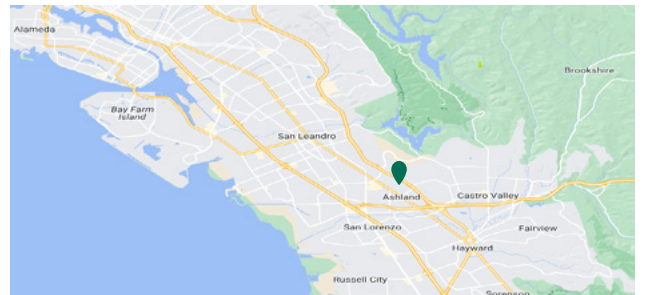 Alameda
Brookshire
Bay Farm
Island
San Leandro
Ashland
Castro Valley
San Lorenzo
Fairview
Hayward
Russell City
Sorenson